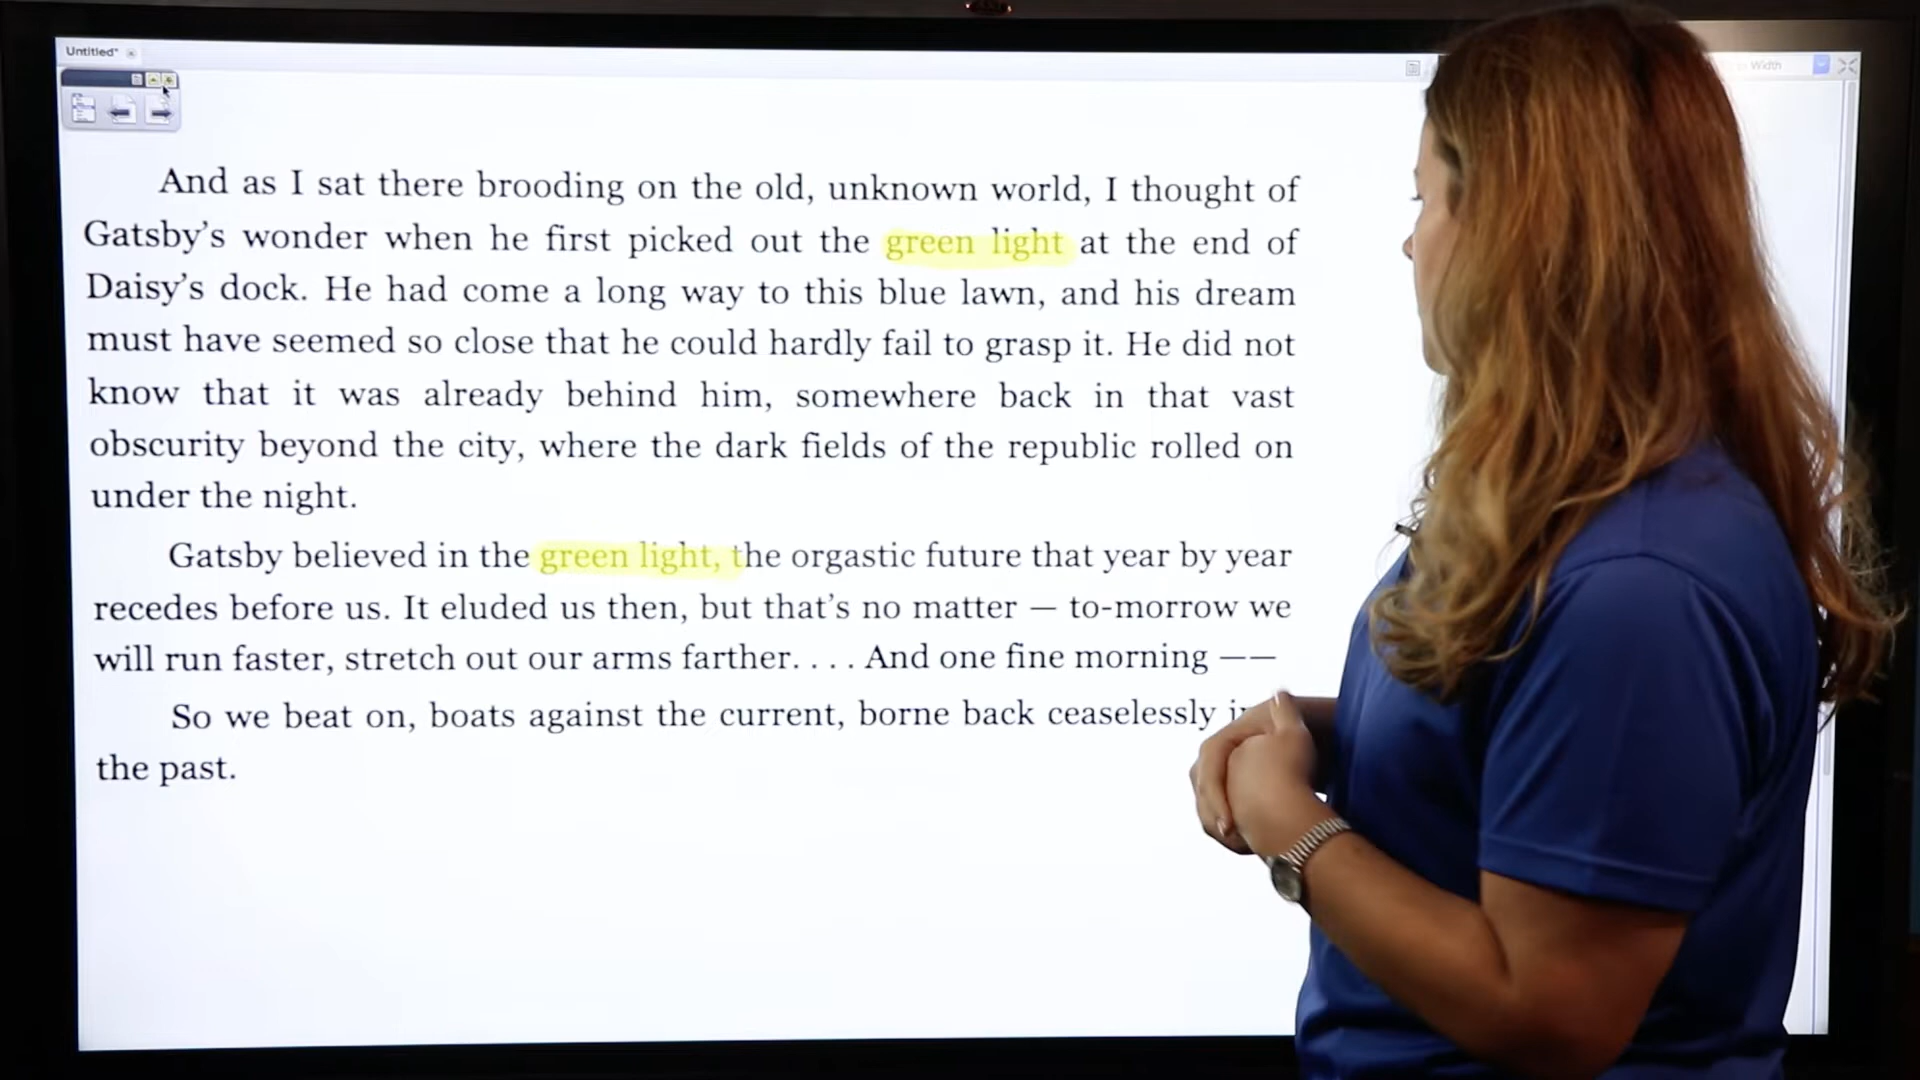 Untitled*
Width
And as I sat there brooding on the old, unknown world, I thought of
Gatsby’s wonder when he first picked out the green light at the end of
Daisy’s dock. He had come a long way to this blue lawn, and his dream
must have seemed so close that he could hardly fail to grasp it. He did not
know that it was already behind him, somewhere back in that vast
obscurity beyond the city, where the dark fields of the republic rolled on
under the night.
Gatsby believed in the green light, the orgastic future that year by year
recedes before us. It eluded us then, but that’s no matter — to-morrow we
will run faster, stretch out our arms farther. . . . And one fine morning ——
So we beat on, boats against the current, borne back ceaselessly
the past.